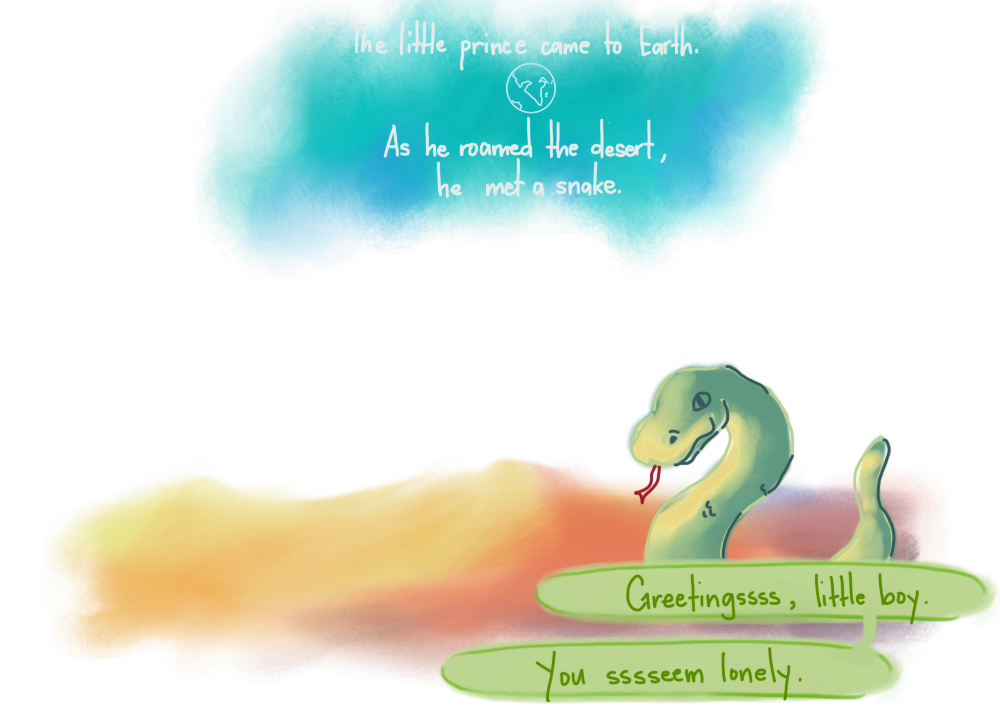 The little prince came to Earth.
As he roamed the desert,
he met a snake.
Greetingssss, little boy.
You sssseem lonely.